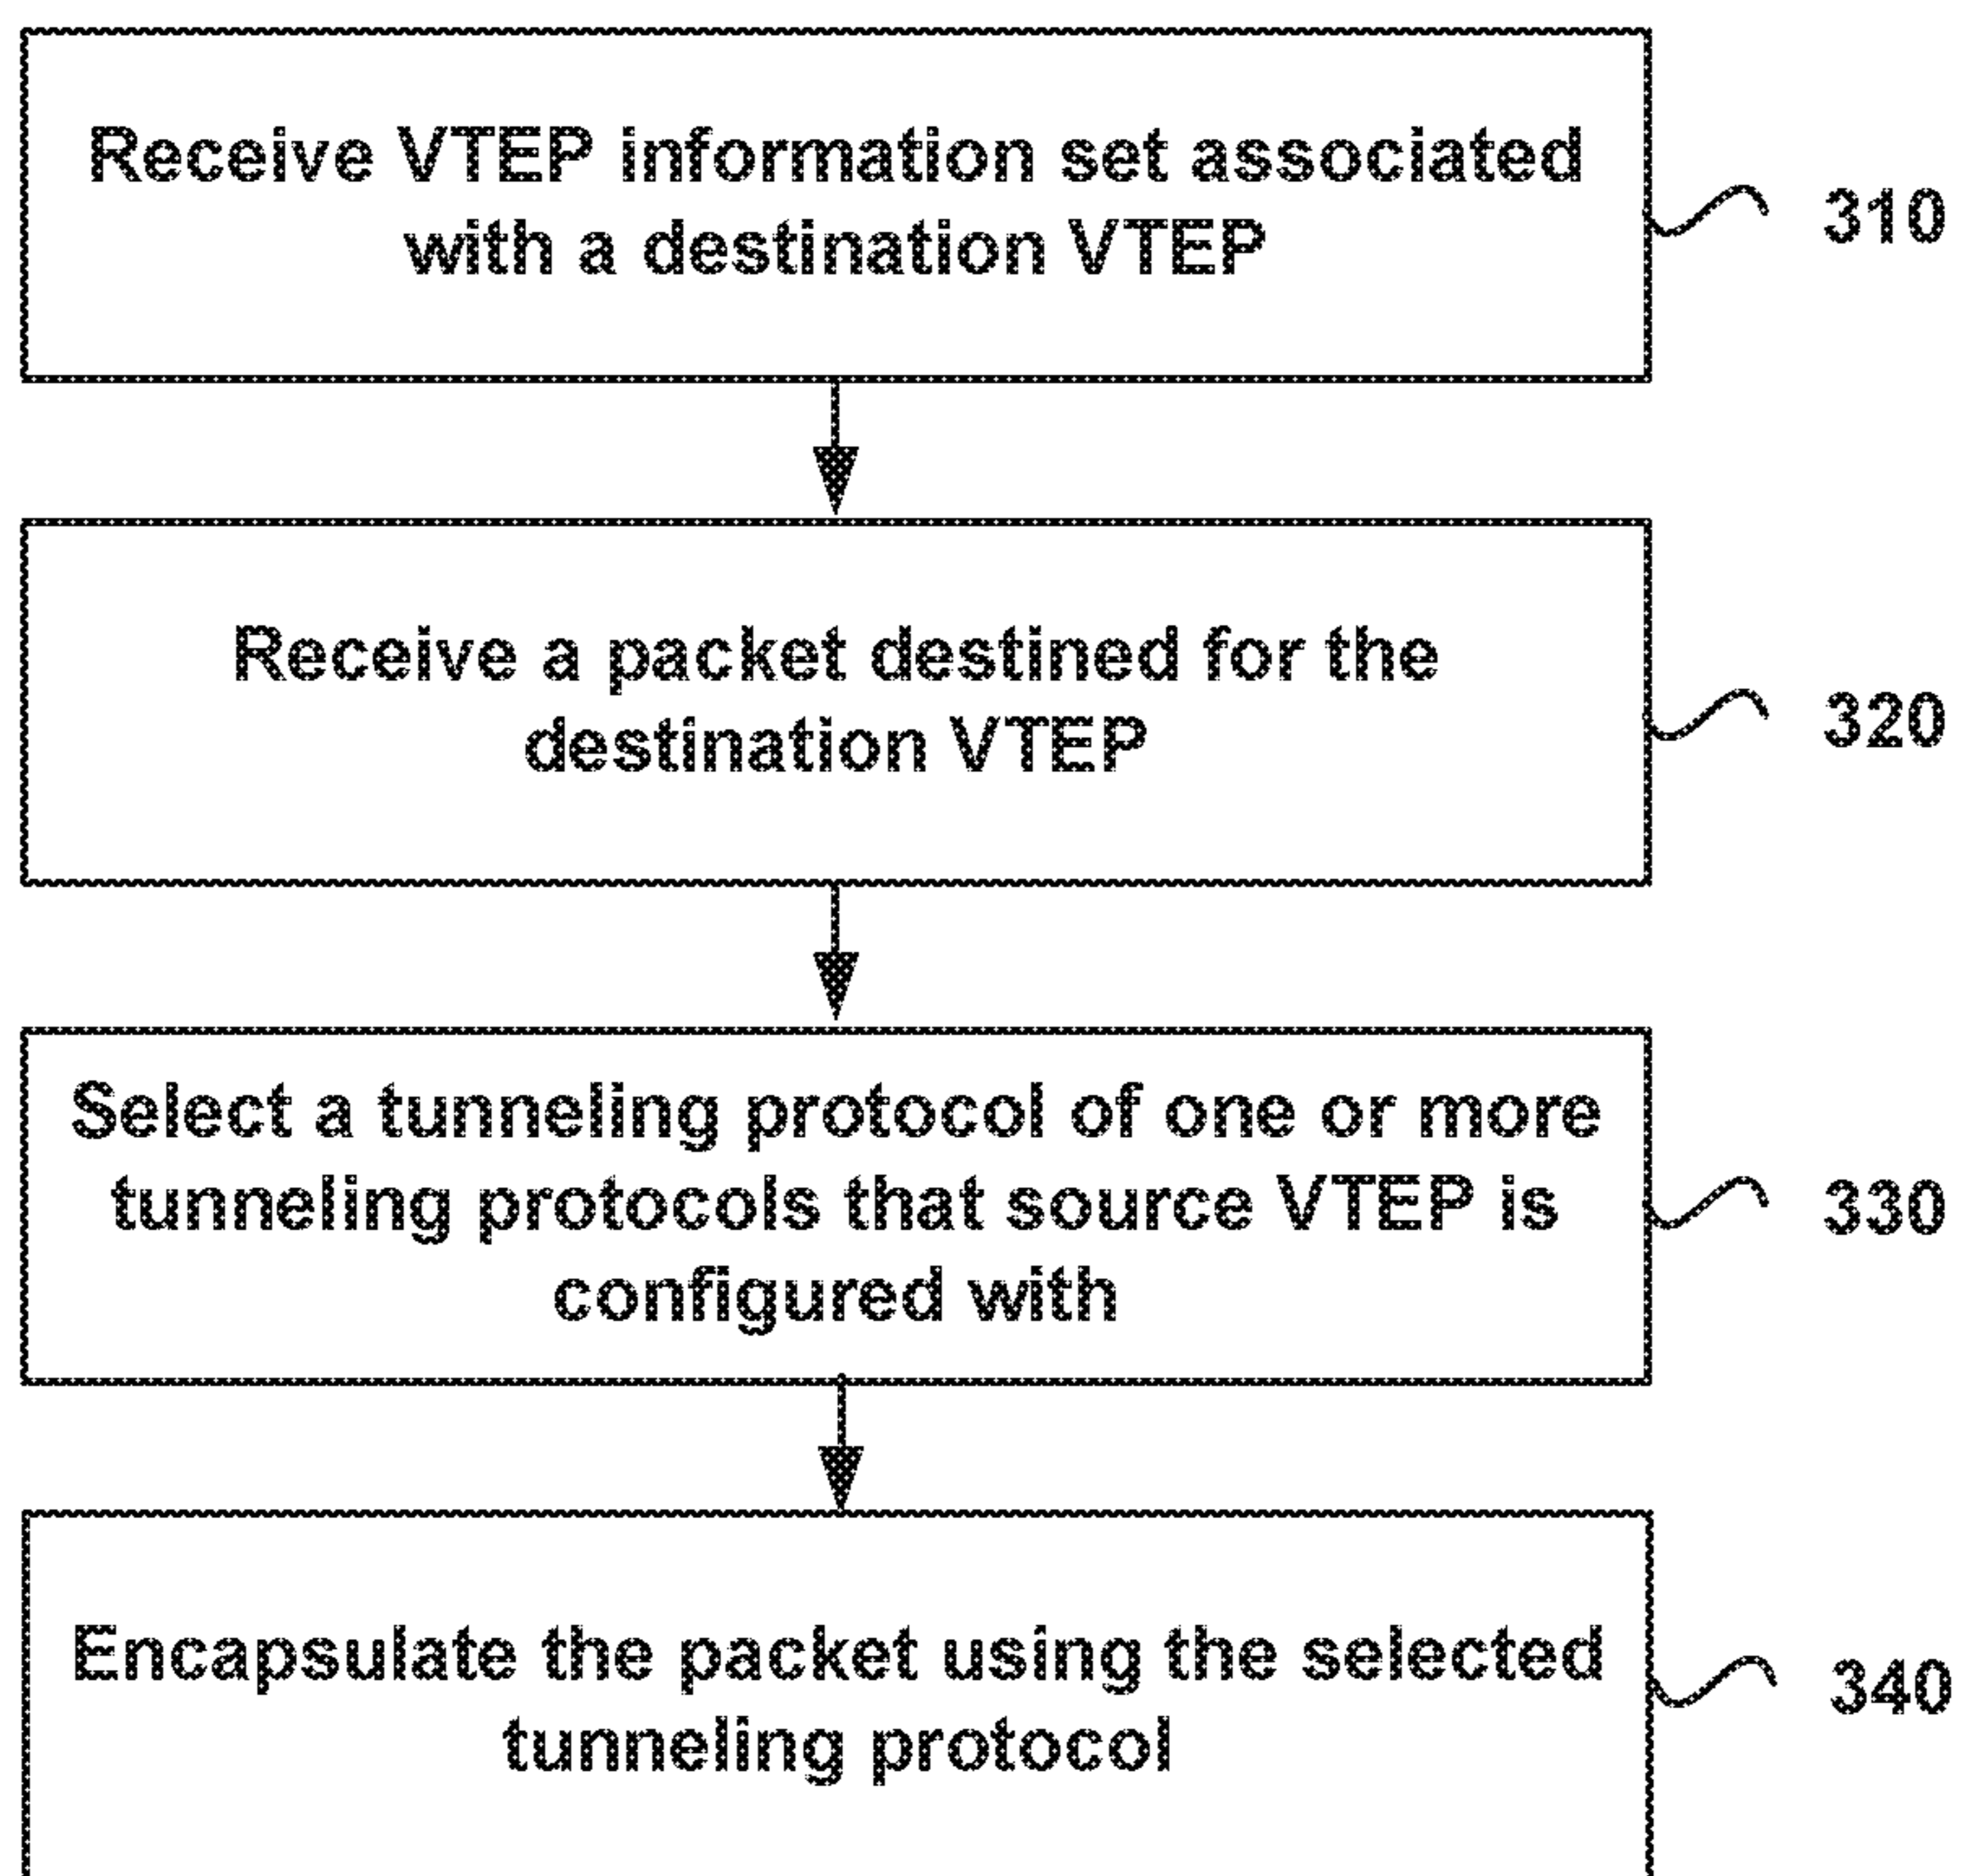 Receive VTEP information set associated
with a destination VTEP
310
Receive a packet destined for the
destination VTEP
320
Select a tunneling protocol of one or more
tunneling protocols that source VTEP is
configured with
330
Encapsulate the packet using the selected
tunneling protocol
340